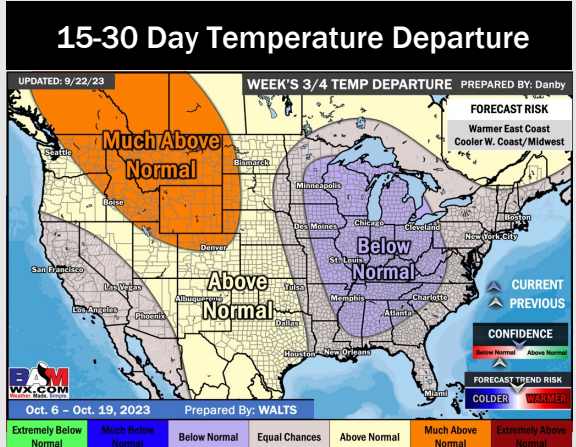 15-30 Day Temperature Departure
UPDATED: 9/22/23
WEEK'S 3/4 TEMP DEPARTURE PREPARED BY: Danby
FORECAST RISK
Warmer East Coast
Cooler W. Coast/Midwest
Much Above
Normal
Seattle
Bismarck
Minneapolis
Boise
Boston
Des Moines
Chicago
Cleveland
New York City
Below
Normal
Denver
San Francisco
St. Louis
Las Vegas
Above
Normal
Tulsa
CURRENT
PREVIOUS
Albuquerque
Memphis
Charlotte
Los Angeles
Phoenix
Dallas
Atlanta
CONFIDENCE
Below Normal Above Normal
Houston
New Orleans
BAM
WX.COM
Weather. Made. Simple.
FORECAST TREND RISK
COLDER WARMER
Miami
Oct. 6 – Oct. 19, 2023 Prepared By: WALTS
Extremely Below
Normal
Much Below
Normal
Below Normal
Equal Chances
Above Normal
Much Above
Normal
Extremely Above
Normal